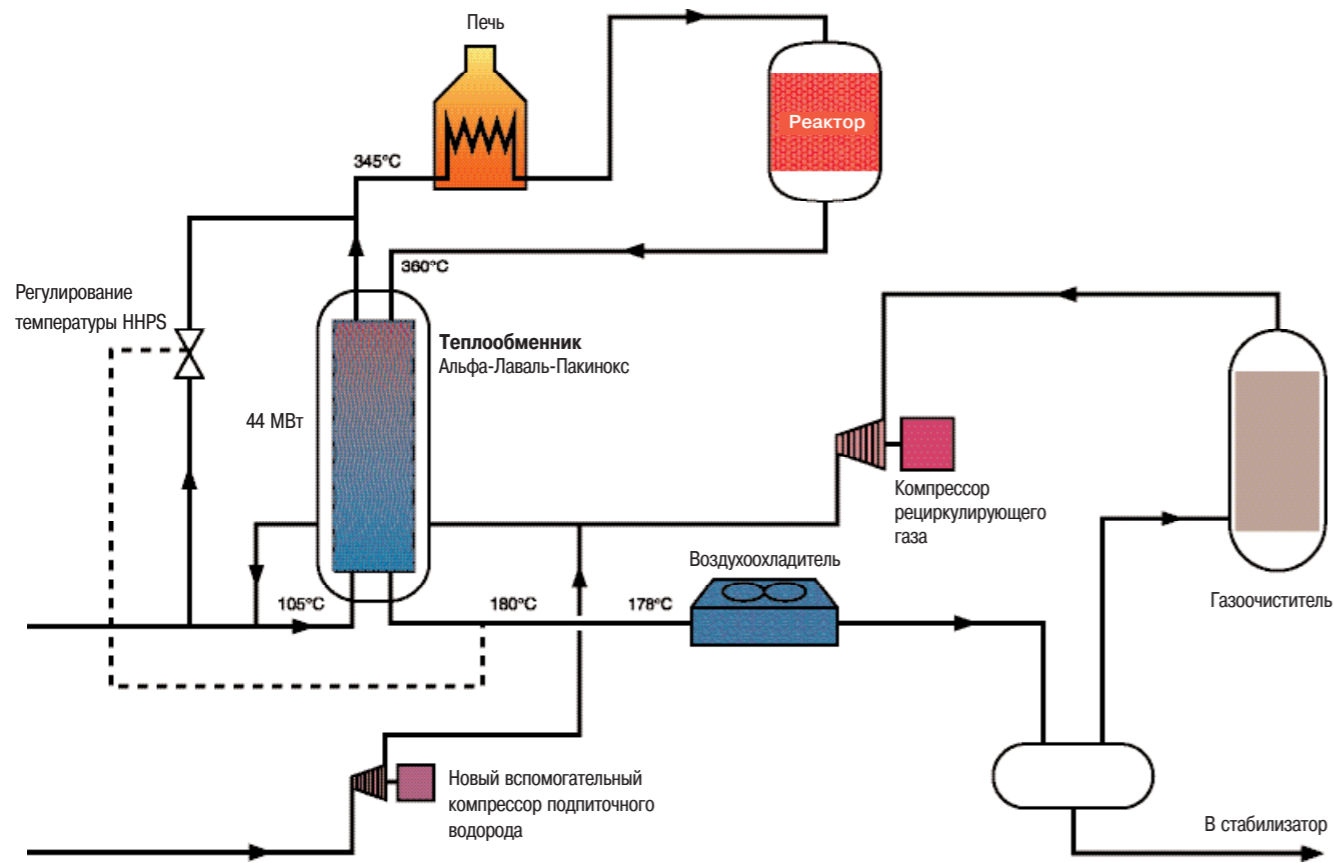 Печь
Реактор
345°C
360°C
Регулирование
температуры HHPS
Теплообменник
Альфа-Лаваль-Пакинокс
44 МВт
Компрессор
рециркулирующего
газа
Воздухоохладитель
Газоочиститель
105°C
180°C
178°C
Новый вспомогательный
компрессор подпиточного
водорода
В стабилизатор